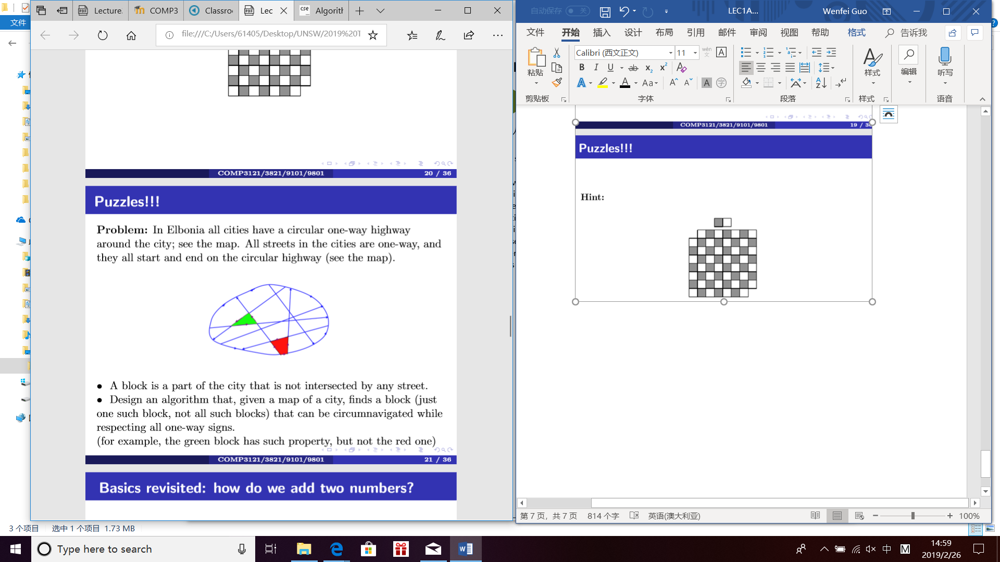 Lecture
COMP3
Classro
Lec
Algorith
file:///C:/Users/61405/Desktop/UNSW/2019%20T
文件
COMP3121/3821/9101/9801
20 / 36
Puzzles!!!
Problem: In Elbonia all cities have a circular one-way highway
around the city; see the map. All streets in the cities are one-way, and
they all start and end on the circular highway (see the map).
• A block is a part of the city that is not intersected by any street.
• Design an algorithm that, given a map of a city, finds a block (just
one such block, not all such blocks) that can be circumnavigated while
respecting all one-way signs.
(for example, the green block has such property, but not the red one)
COMP3121/3821/9101/9801
21 / 36
Basics revisited: how do we add two numbers?
3 个项目 选中 1 个项目 1.73 MB
自动保存 关
LEC1A...
Wenfei Guo
文件 开始 插入 设计 布局 引用 邮件 审阅 视图 帮助 格式 告诉我
粘贴
Calibri (西文正文) 11
wén
文
A
B I U ab x₂ x²
A A Aa A A A 字
样式
编辑
听写
剪贴板 字体 段落 样式 语音
COMP3121/3821/9101/9801
Puzzles!!!
Hint:
第 7 页，共 7 页 814 个字 英语(澳大利亚) 100%
Type here to search
中 M
14:59
2019/2/26